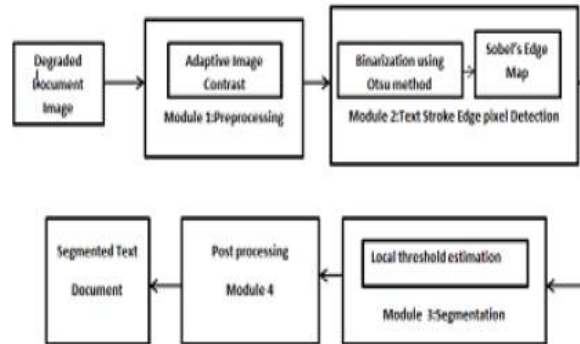 Degraded
Document
Image
Adaptive Image
Contrast
Module 1:Preprocessing
Binarization using
Otsu method
Sobel's Edge
Map
Module 2:Text Stroke Edge pixel Detection
Segmented Text
Document
Post processing
Module 4
Local threshold estimation
Module 3:Segmentation